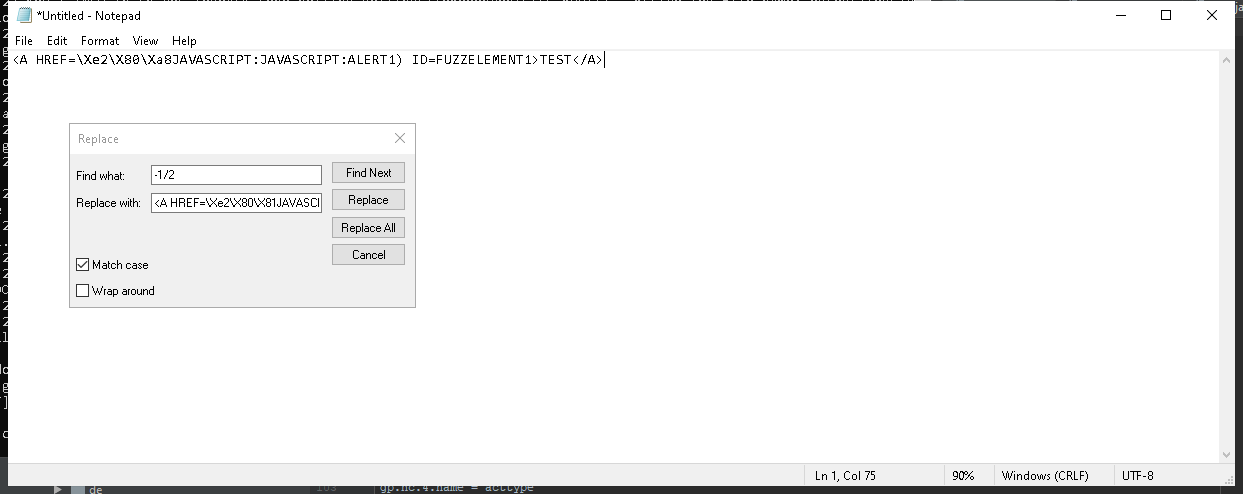 *Untitled - Notepad
File Edit Format View Help
<A HREF=\Xe2\X80\Xa8JAVASCRIPT:JAVASCRIPT:ALERT1) ID=FUZZELEMENT1>TEST</A>
Replace
Find what: -1/2 Find Next
Replace with: <A HREF=\Xe2\X80\X81JAVASCI Replace
Replace All
Cancel
Match case
Wrap around
Ln 1, Col 75 90% Windows (CRLF) UTF-8
de 103 gp.nc.4.name = acttype